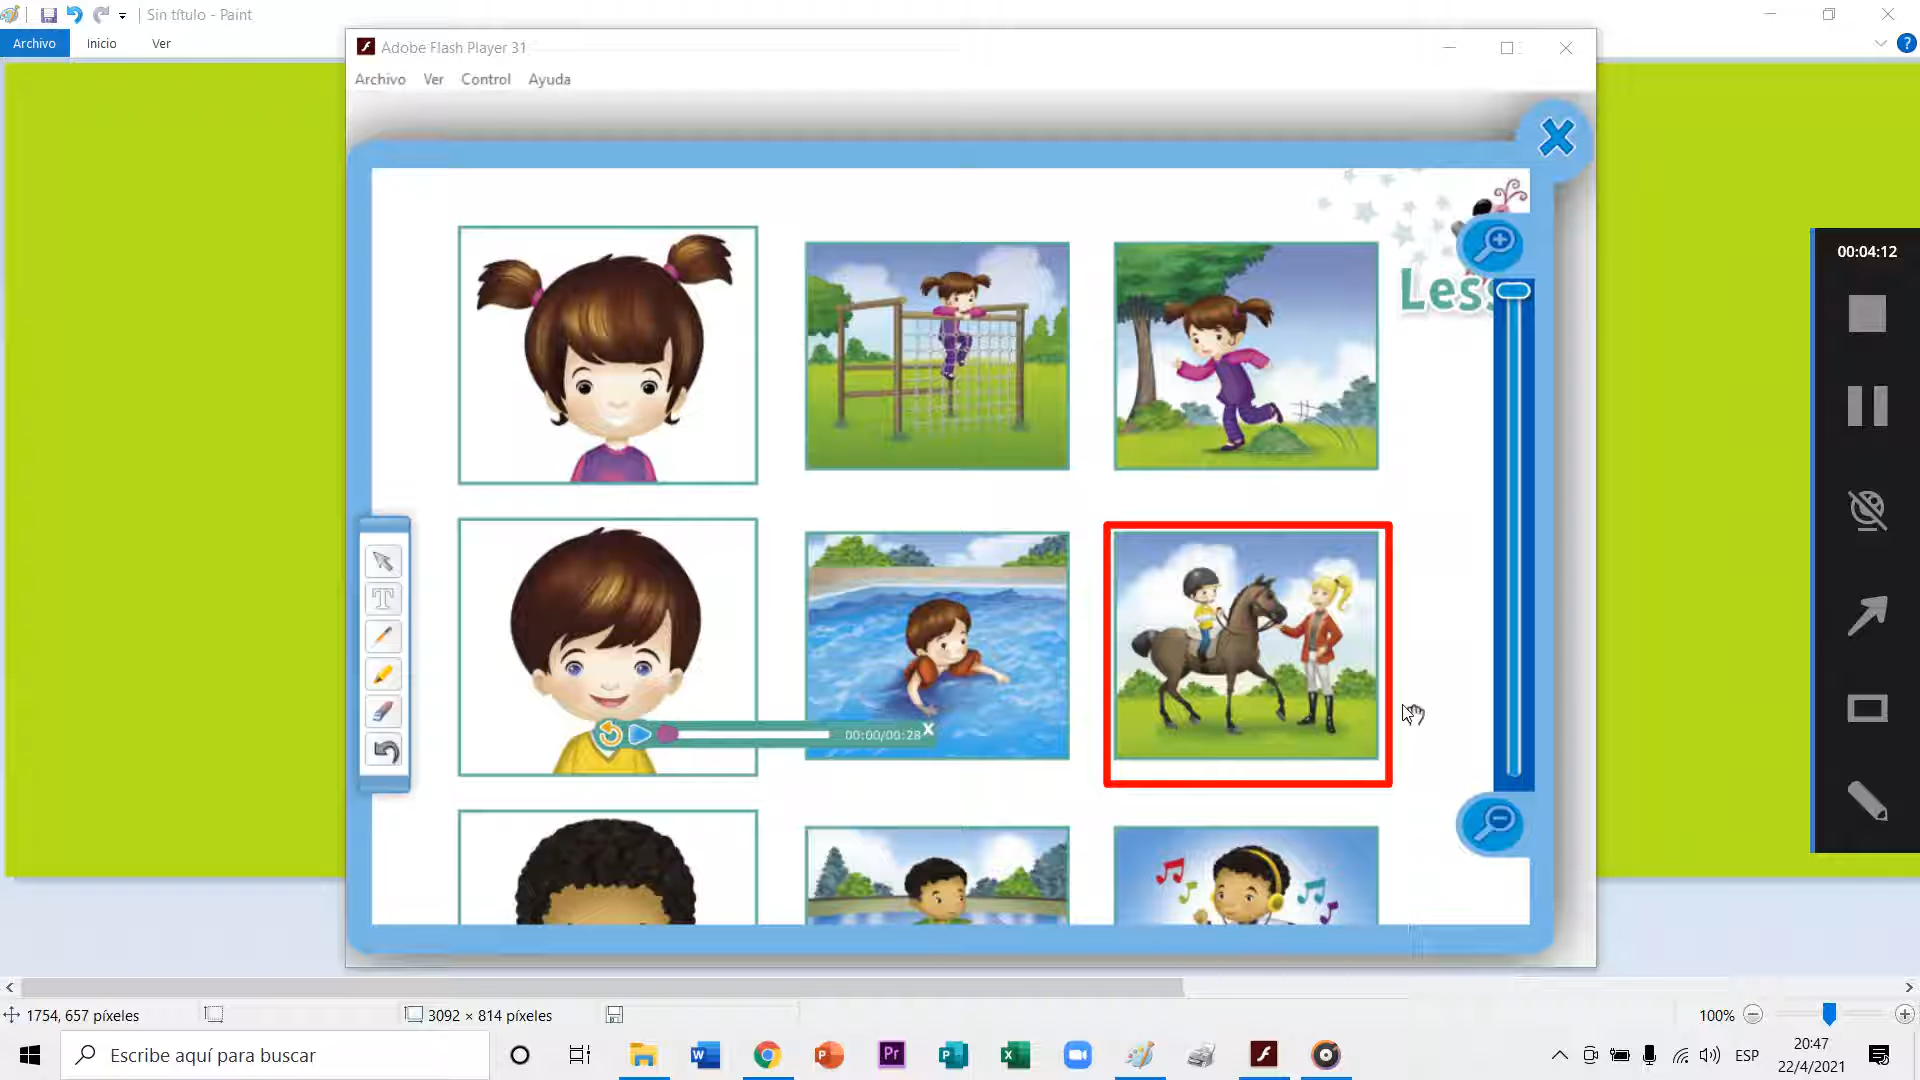 Sin título - Paint
Archivo Inicio Ver
Adobe Flash Player 31
Archivo Ver Control Ayuda
00:04:12
Less
T
00:00/00:28 X
1754, 657 píxeles
3092 × 814 píxeles
100%
Escribe aquí para buscar
ESP
20:47
22/4/2021